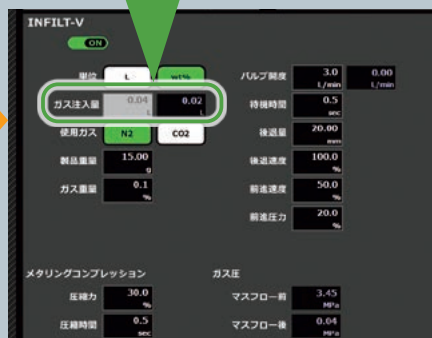 INFILT-V
ON
単位 L wt% バルブ開度 3.0 L/min 0.00 L/min
ガス注入量 0.04 L 0.02 L 待機時間 0.5 sec
使用ガス N2 CO2 後退量 20.00 mm
製品重量 15.00 g 後退速度 100.0 %
ガス重量 0.1 % 前進速度 50.0 %
前進圧力 20.0 %
メタリングコンプレッション ガス圧
圧縮力 30.0 % マスフロー前 3.45 MPa
圧縮時間 0.5 sec マスフロー後 0.04 MPa